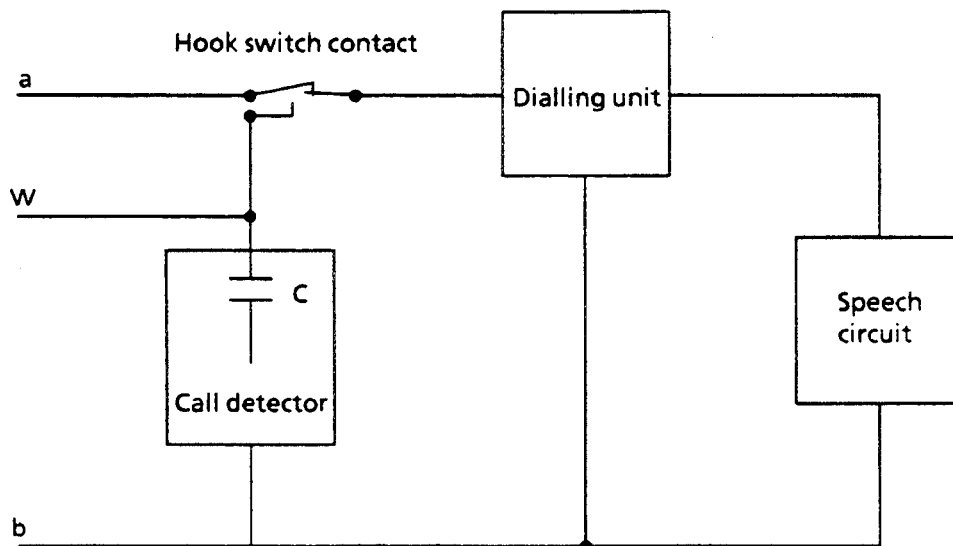 Hook switch contact
a
Dialling unit
W
C
Speech
circuit
Call detector
b